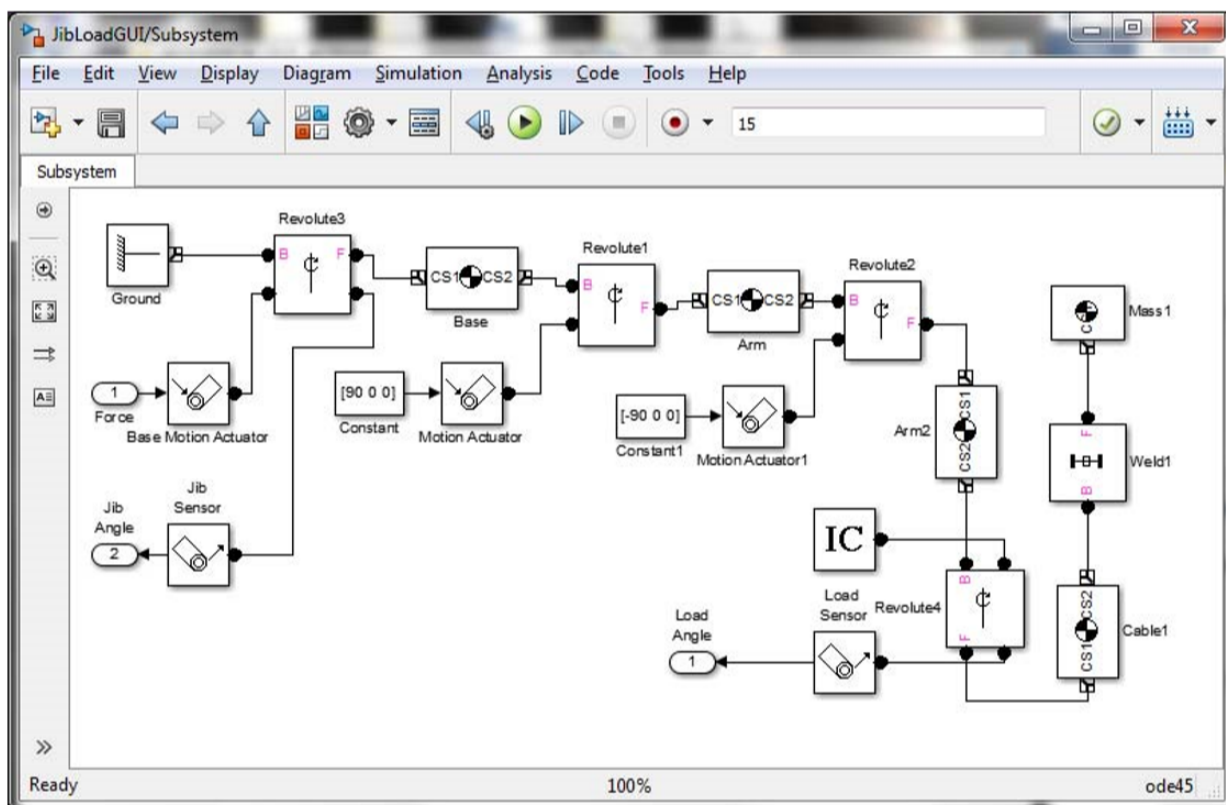 JibLoadGUI/Subsystem
File Edit View Display Diagram Simulation Analysis Code Tools Help
15
Subsystem
Revolute3
B F
Ground
CS1 CS2
Base
Revolute1
B
F
CS1 CS2
Arm
Revolute2
B
F
Mass1
1
Force
Base Motion Actuator
[90 0 0]
Constant
Motion Actuator
[-90 0 0]
Constant1
Motion Actuator1
CS2 CS1
Arm2
F
B
Weld1
Jib
Angle
2
Jib
Sensor
IC
B
F
Revolute4
Load
Angle
1
Load
Sensor
CS1 CS2
Cable1
Ready
100%
ode45